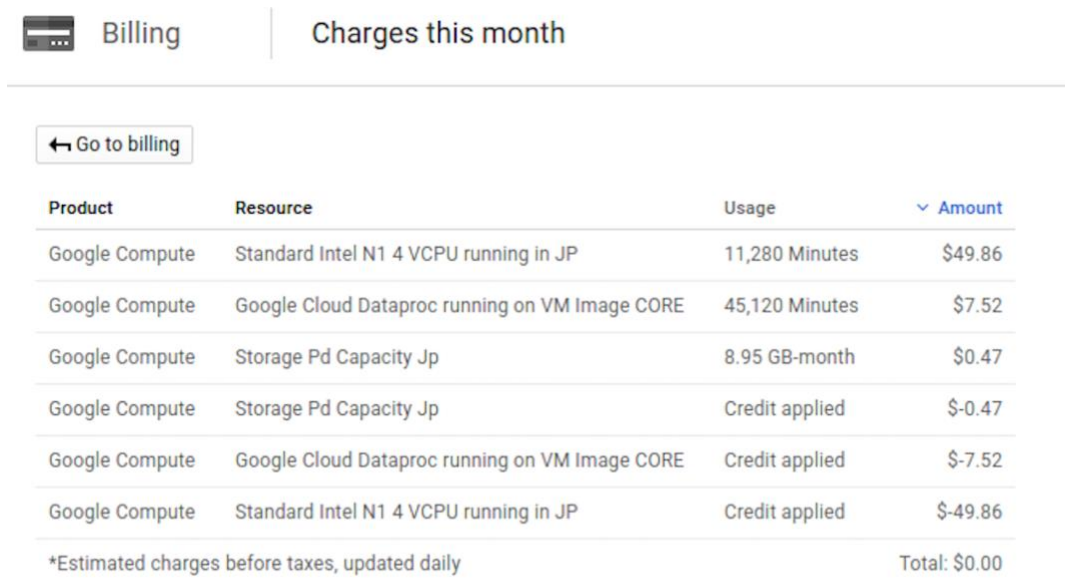 Billing Charges this month
Go to billing
Product Resource Usage Amount
Google Compute Standard Intel N1 4 VCPU running in JP 11,280 Minutes $49.86
Google Compute Google Cloud Dataproc running on VM Image CORE 45,120 Minutes $7.52
Google Compute Storage Pd Capacity Jp 8.95 GB-month $0.47
Google Compute Storage Pd Capacity Jp Credit applied $-0.47
Google Compute Google Cloud Dataproc running on VM Image CORE Credit applied $-7.52
Google Compute Standard Intel N1 4 VCPU running in JP Credit applied $-49.86
*Estimated charges before taxes, updated daily Total: $0.00